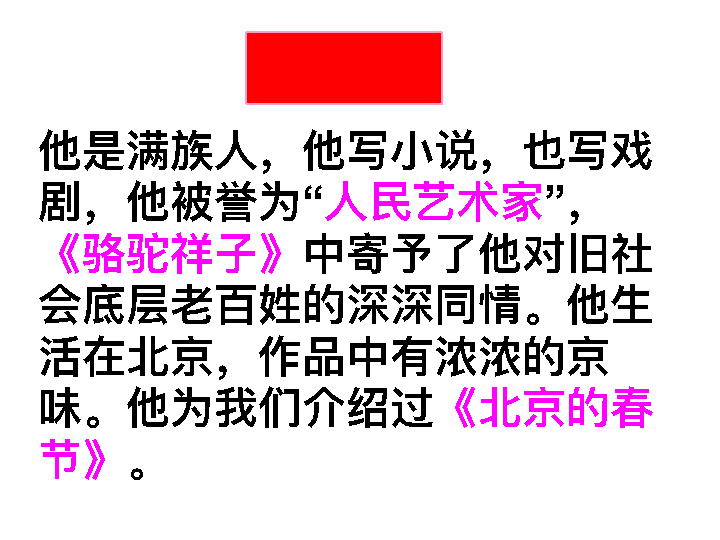 他是满族人，他写小说，也写戏
剧，他被誉为“人民艺术家”，
《骆驼祥子》中寄予了他对旧社
会底层老百姓的深深同情。他生
活在北京，作品中有浓浓的京
味。他为我们介绍过《北京的春
节》。